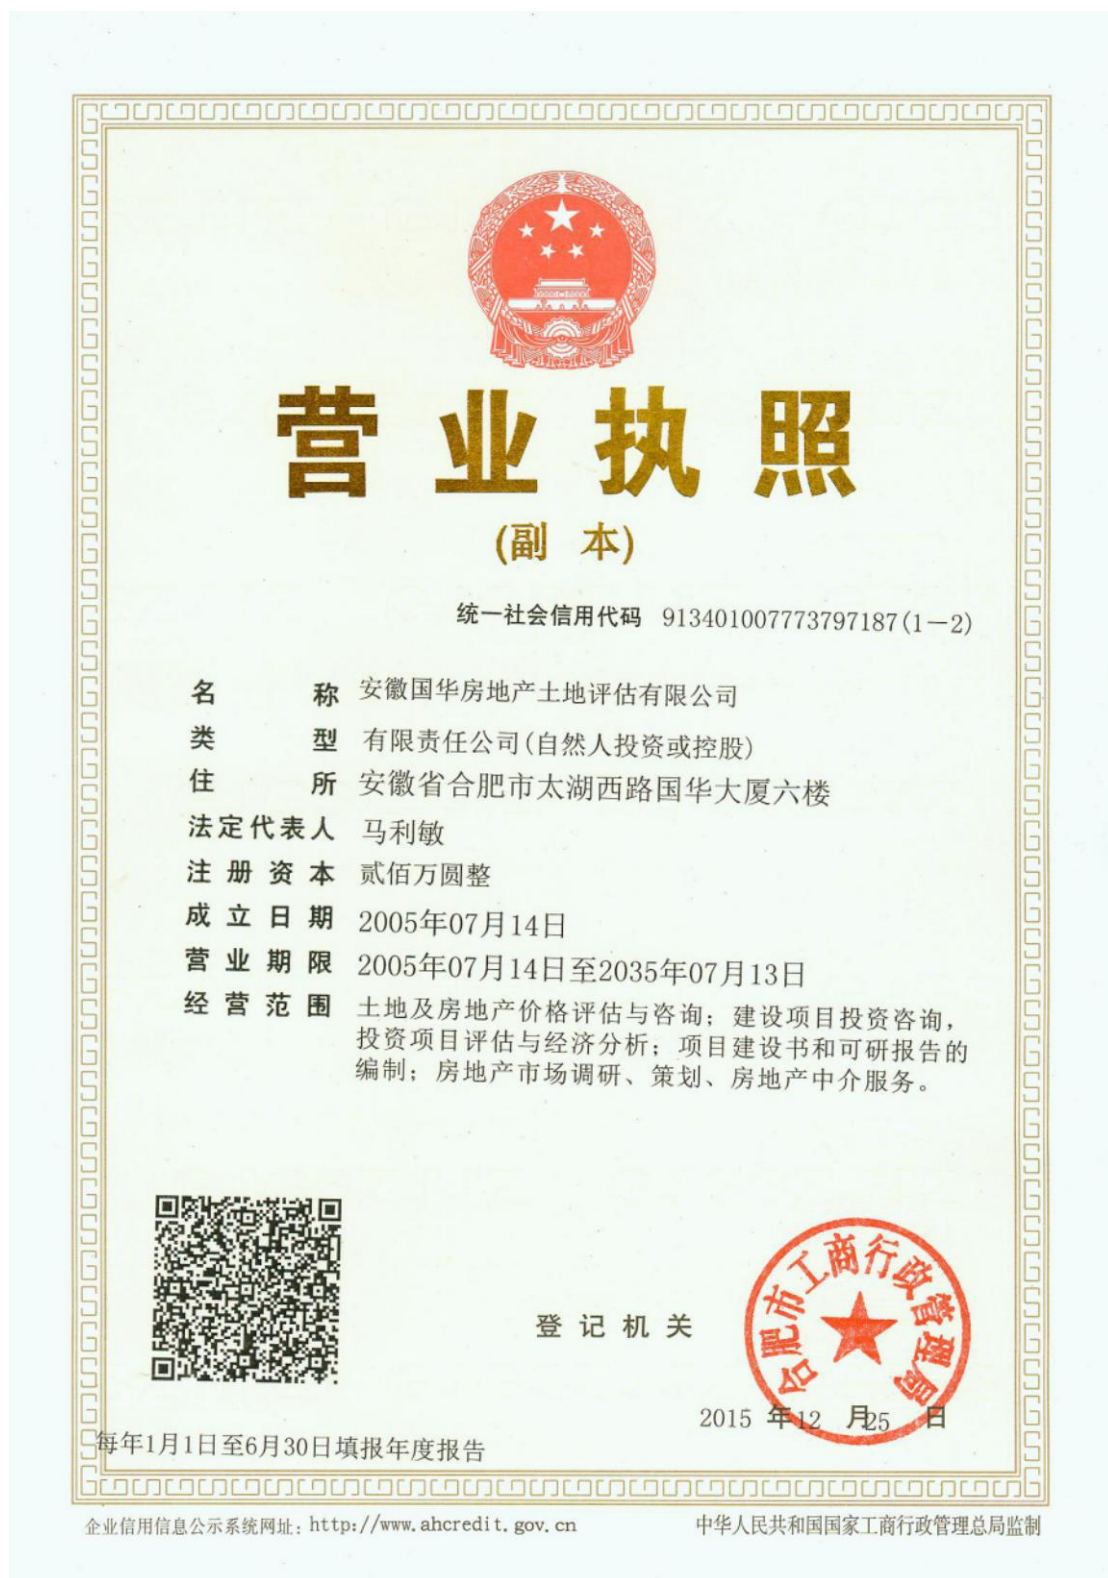 营业执照
(副 本)
统一社会信用代码 913401007773797187(1－2)
名 称 安徽国华房地产土地评估有限公司
类 型 有限责任公司(自然人投资或控股)
住 所 安徽省合肥市太湖西路国华大厦六楼
法定代表人 马利敏
注 册 资 本 贰佰万圆整
成 立 日 期 2005年07月14日
营 业 期 限 2005年07月14日至2035年07月13日
经 营 范 围 土地及房地产价格评估与咨询；建设项目投资咨询，
投资项目评估与经济分析；项目建设书和可研报告的
编制；房地产市场调研、策划、房地产中介服务。
合肥市工商行政管理局
登 记 机 关
2015 年12 月25 日
每年1月1日至6月30日填报年度报告
企业信用信息公示系统网址：http://www.ahcredit.gov.cn
中华人民共和国国家工商行政管理总局监制